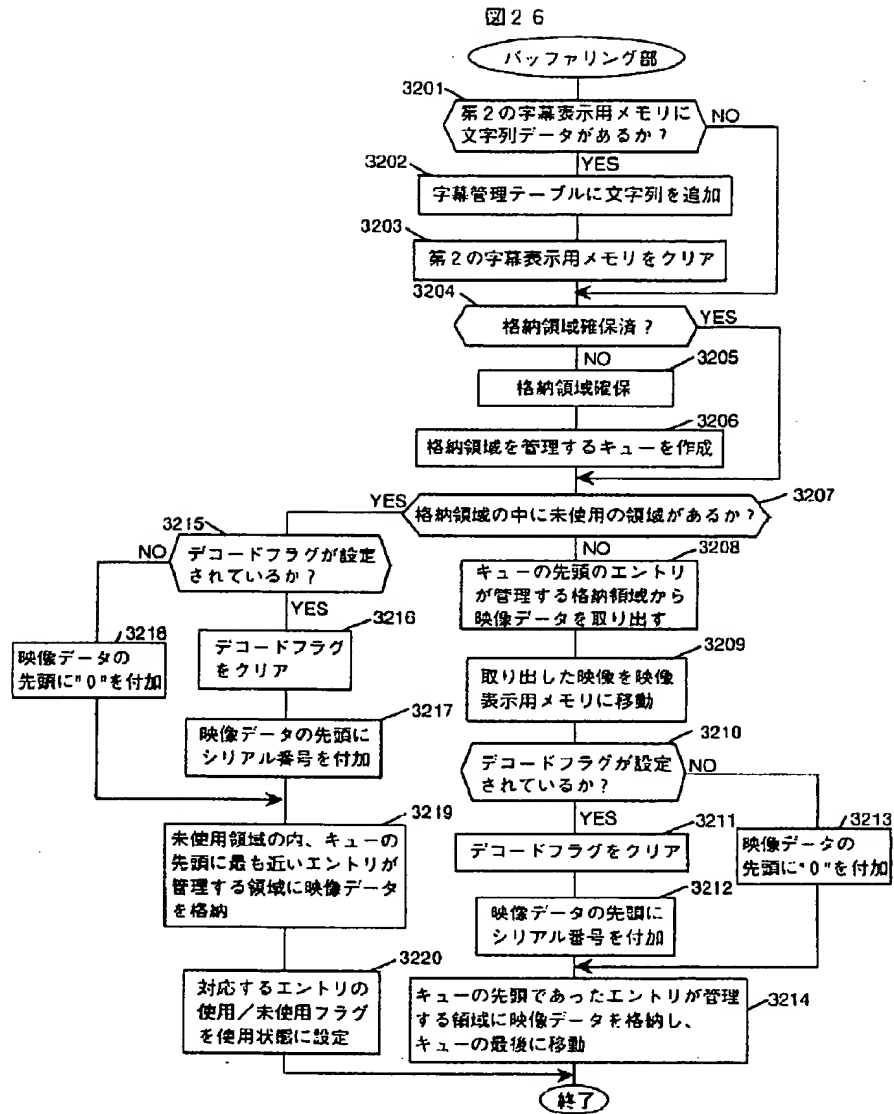 図26
バッファリング部
3201
第2の字幕表示用メモリに
文字列データがあるか?
NO
YES
3202
字幕管理テーブルに文字列を追加
3203
第2の字幕表示用メモリをクリア
3204
格納領域確保済?
YES
NO
3205
格納領域確保
3206
格納領域を管理するキューを作成
3207
格納領域の中に未使用の領域があるか?
YES
NO
3215
デコードフラグが設定
されているか?
NO
YES
3218
映像データの
先頭に"0"を付加
3216
デコードフラグ
をクリア
3217
映像データの先頭に
シリアル番号を付加
3219
未使用領域の内、キューの
先頭に最も近いエントリが
管理する領域に映像データ
を格納
3220
対応するエントリの
使用/未使用フラグ
を使用状態に設定
3208
キューの先頭のエントリ
が管理する格納領域から
映像データを取り出す
3209
取り出した映像を映像
表示用メモリに移動
3210
デコードフラグが設定
されているか?
NO
YES
3211
デコードフラグをクリア
3213
映像データの
先頭に"0"を付加
3212
映像データの先頭に
シリアル番号を付加
3214
キューの先頭であったエントリが管理
する領域に映像データを格納し、
キューの最後に移動
終了